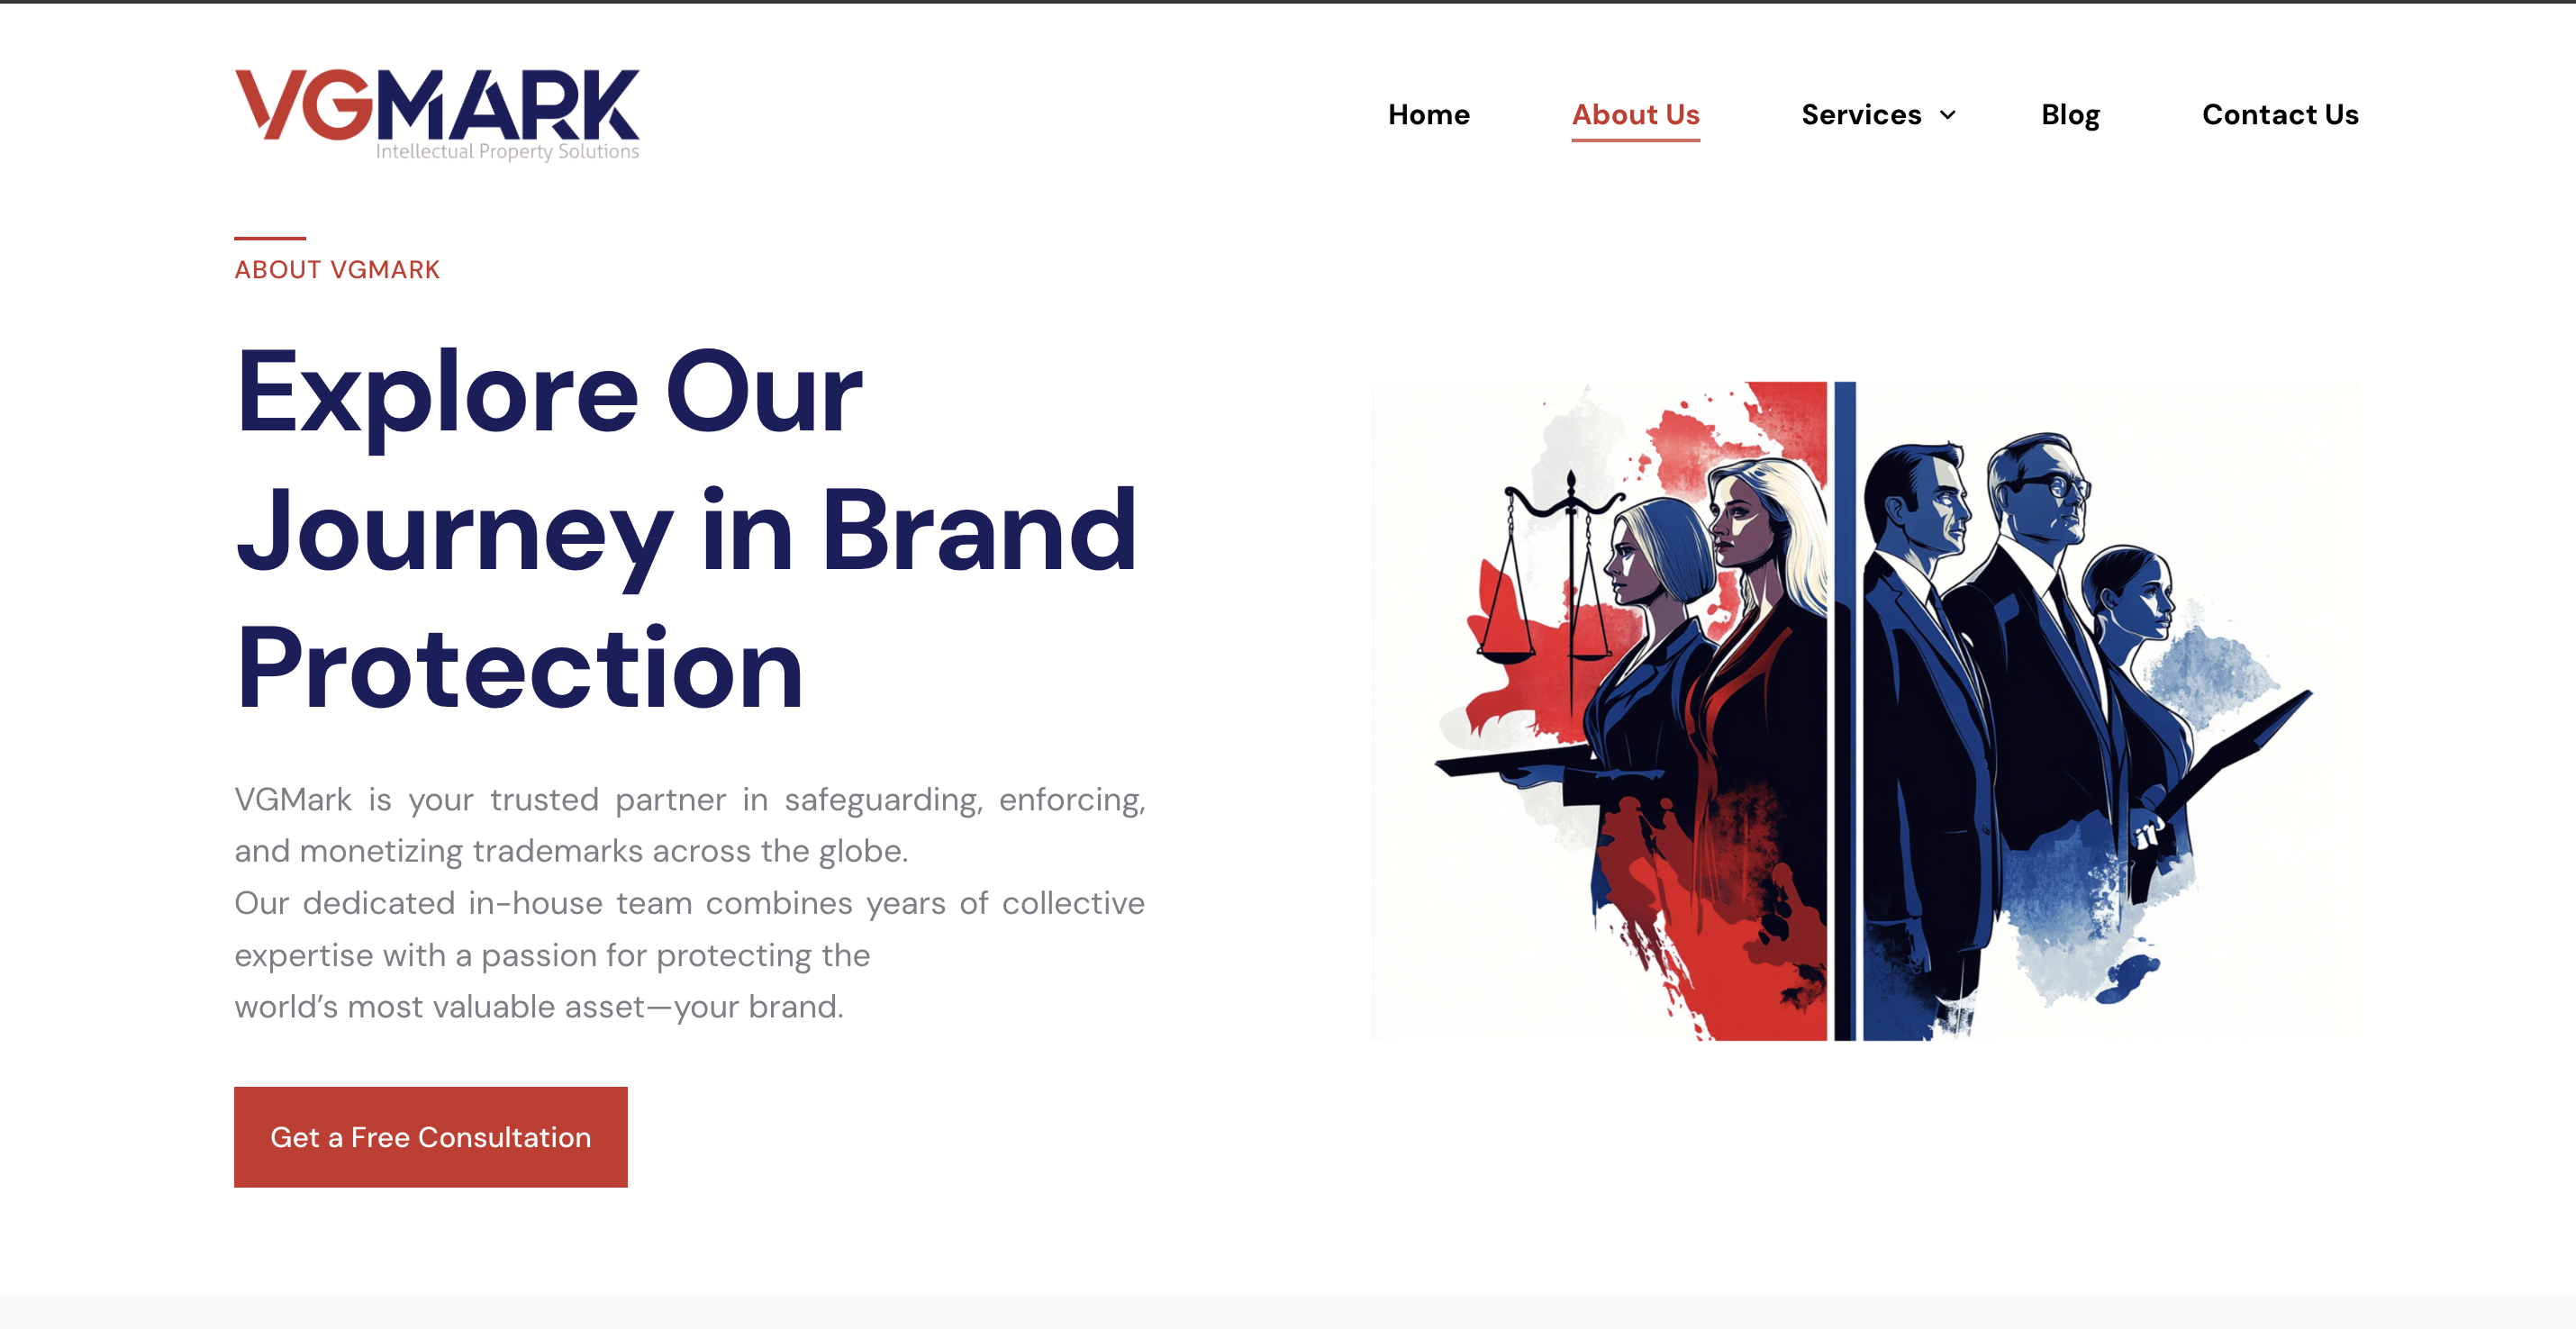 VGMARK
Intellectual Property Solutions
Home
About Us
Services
Blog
Contact Us
ABOUT VGMARK
Explore Our
Journey in Brand
Protection
VGMark is your trusted partner in safeguarding, enforcing,
and monetizing trademarks across the globe.
Our dedicated in-house team combines years of collective
expertise with a passion for protecting the
world’s most valuable asset—your brand.
Get a Free Consultation